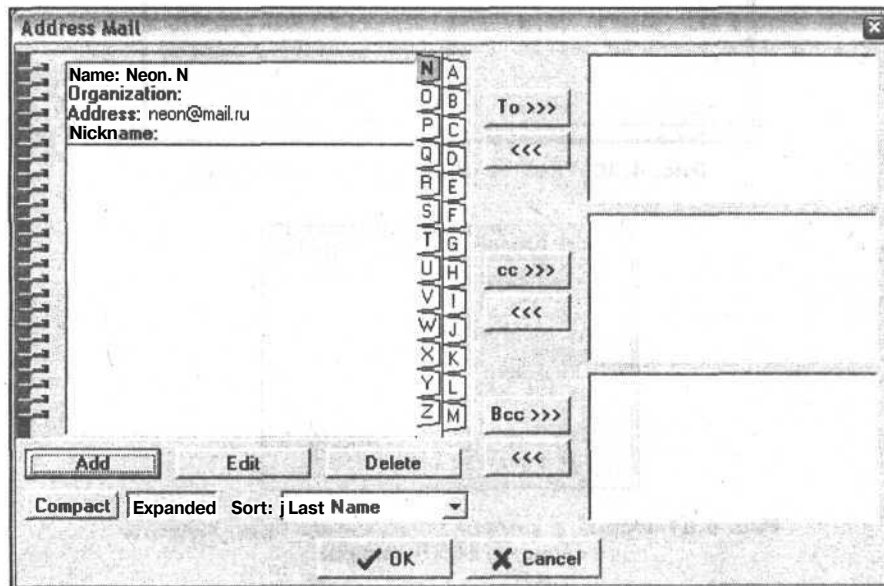 Address Mail
Name: Neon. N
Organization:
Address: neon@mail.ru
Nickname:
N A
O B
P C
Q D
R E
S F
T G
U H
V I
W J
X K
Y L
Z M
To >>>
<<<
cc >>>
<<<
Bcc >>>
<<<
Add Edit Delete
Compact Expanded Sort: j Last Name
OK Cancel